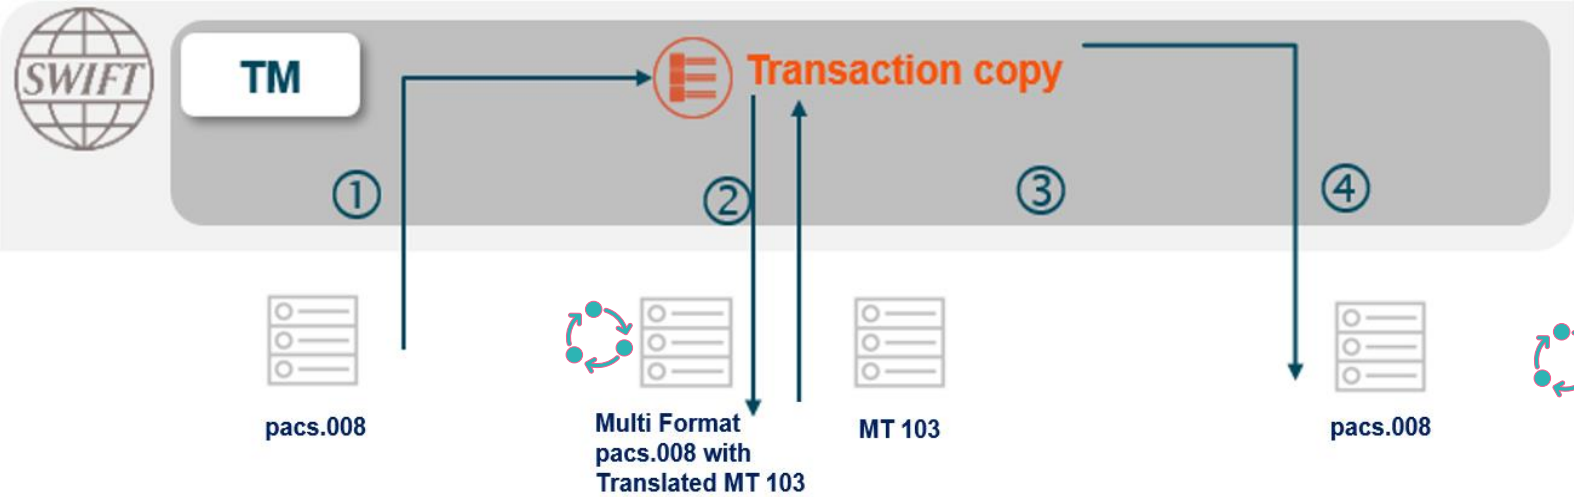 SWIFT
TM
Transaction copy
①
②
③
④
pacs.008
Multi Format
pacs.008 with
Translated MT 103
MT 103
pacs.008